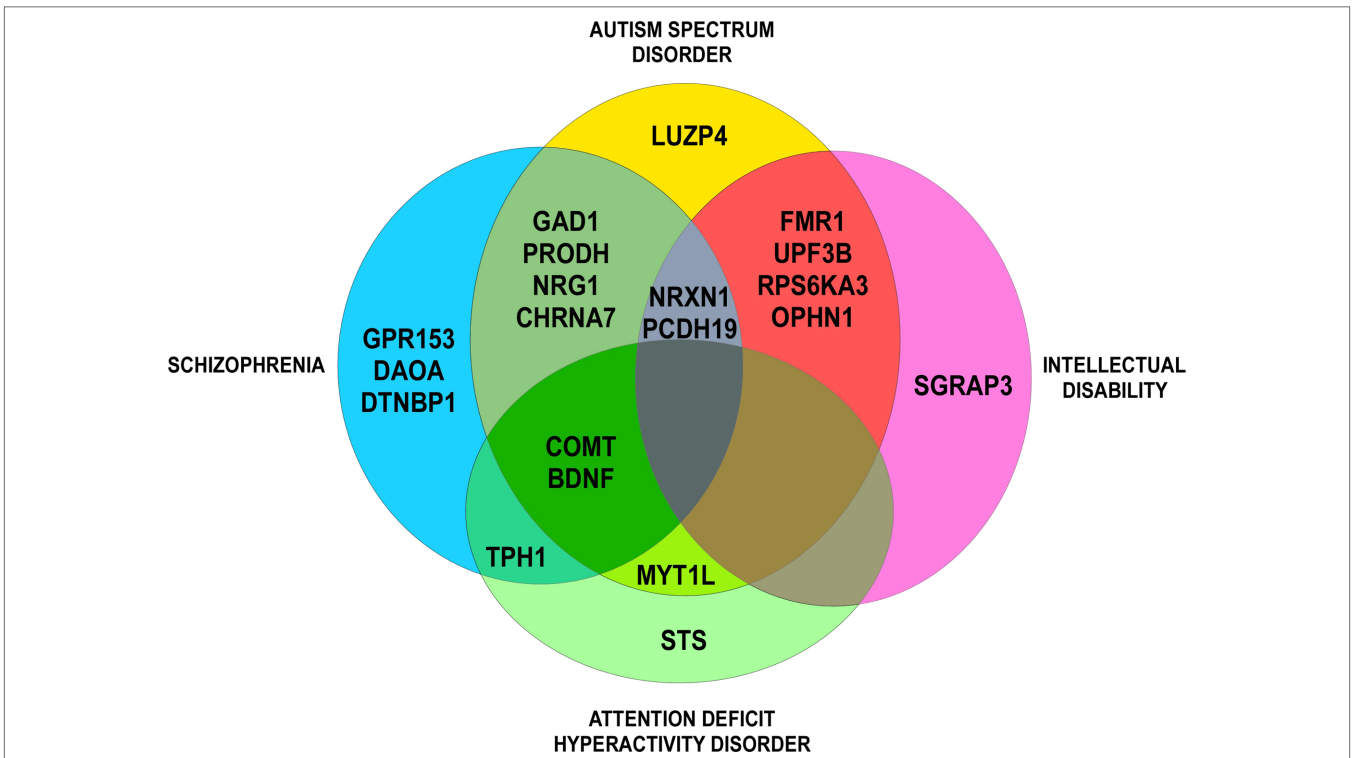 AUTISM SPECTRUM
DISORDER
LUZP4
GAD1
PRODH
NRG1
CHRNA7
FMR1
UPF3B
RPS6KA3
OPHN1
NRXN1
PCDH19
GPR153
DAOA
DTNBP1
SCHIZOPHRENIA
SGRAP3
INTELLECTUAL
DISABILITY
COMT
BDNF
TPH1
MYT1L
STS
ATTENTION DEFICIT
HYPERACTIVITY DISORDER